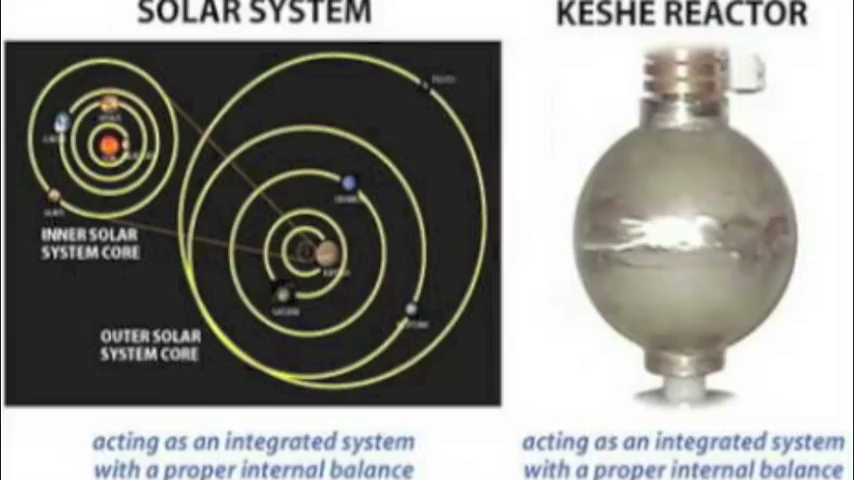 SOLAR SYSTEM
KESHE REACTOR
INNER SOLAR
SYSTEM CORE
OUTER SOLAR
SYSTEM CORE
acting as an integrated system
with a proper internal balance
acting as an integrated system
with a proper internal balance